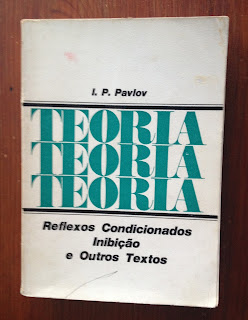 I. P. Pavlov
TEORIA
TEORIA
TEORIA
Reflexos Condicionados
Inibição
e Outros Textos